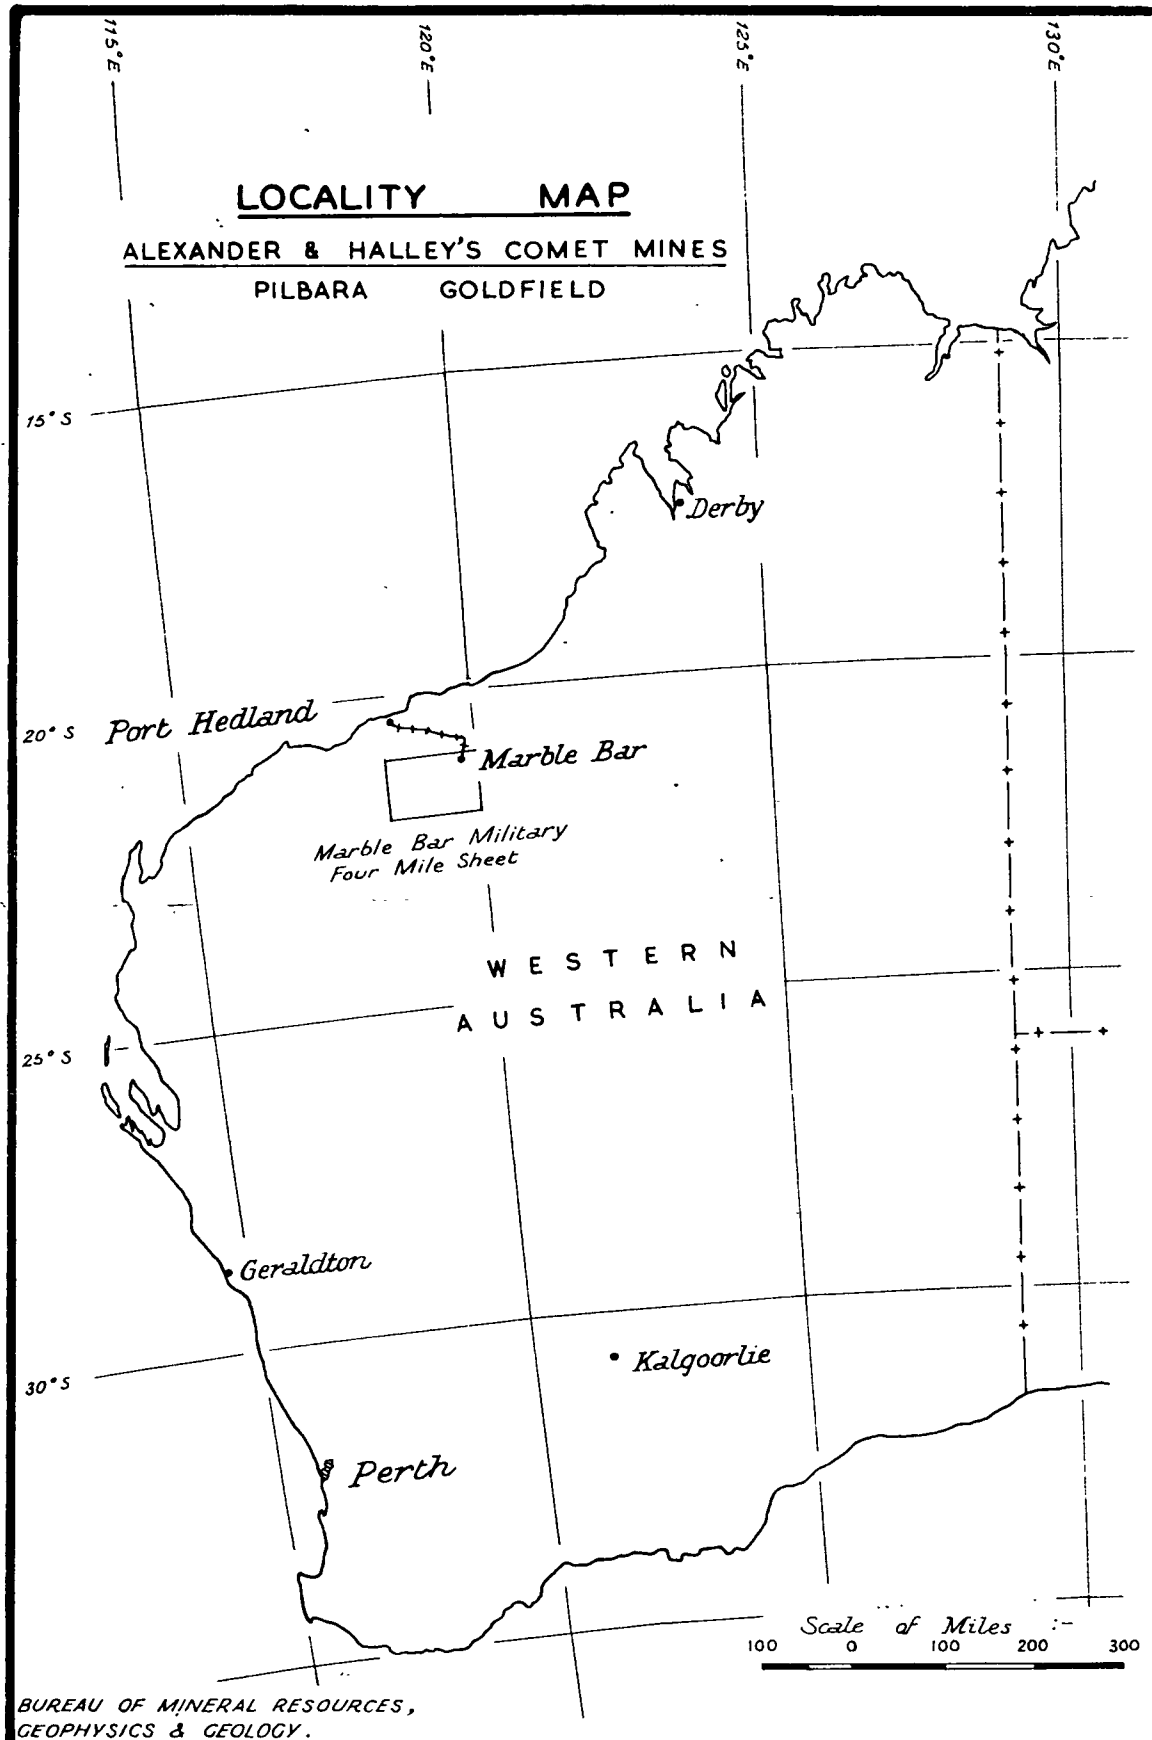 115°E 120°E 125°E 130°E
LOCALITY MAP
ALEXANDER & HALLEY'S COMET MINES
PILBARA GOLDFIELD
15°S
Derby
Port Hedland
20°S
Marble Bar
Marble Bar Military
Four Mile Sheet
WESTERN
AUSTRALIA
25°S
Geraldton
Kalgoorlie
30°S
Perth
Scale of Miles :-
100 0 100 200 300
BUREAU OF MINERAL RESOURCES,
GEOPHYSICS & GEOLOGY.